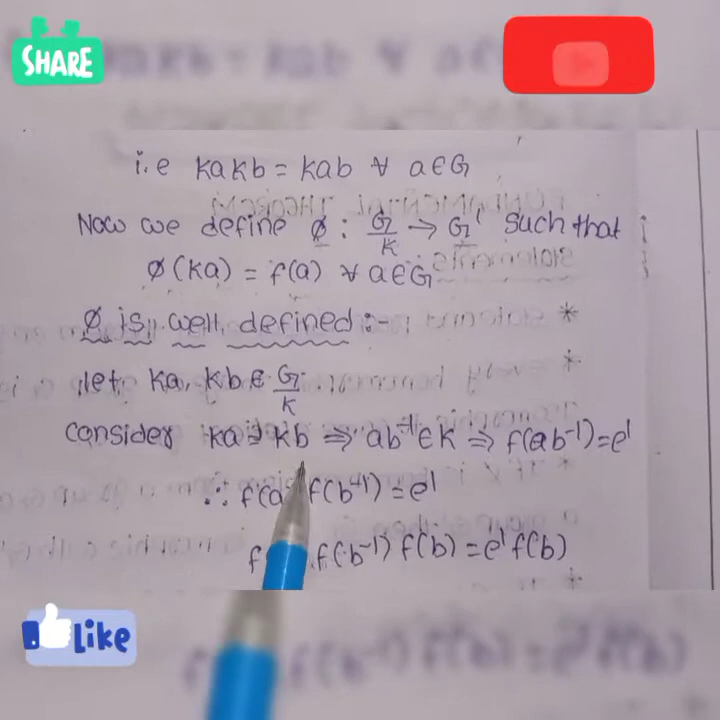 SHARE
i.e kakb = kab ∀ a∈G
Now we define ø : G/K → G' such that
ø(ka) = f(a) ∀ a∈G
ø is well defined :-
let ka, kb ∈ G/K
consider ka = kb ⇒ ab⁻¹ ∈ K ⇒ f(ab⁻¹) = e'
∴ f(a f(b⁻¹) = e'
f f(b⁻¹) f(b) = e' f(b)
Like